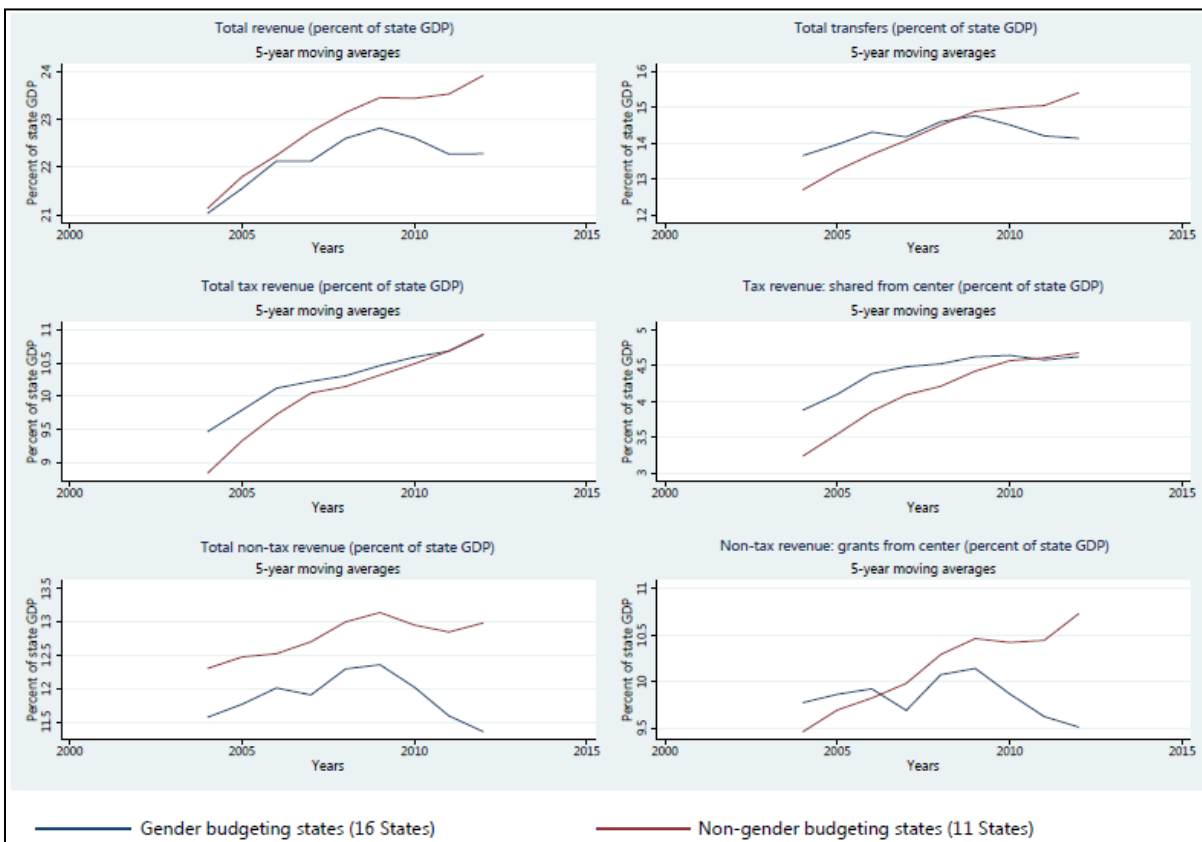 Total revenue (percent of state GDP)
5-year moving averages
Percent of state GDP
24
23
22
21
2000
2005
2010
2015
Years
Total transfers (percent of state GDP)
5-year moving averages
Percent of state GDP
16
15
14
13
12
2000
2005
2010
2015
Years
Total tax revenue (percent of state GDP)
5-year moving averages
Percent of state GDP
11
10.5
10
9.5
9
2000
2005
2010
2015
Years
Tax revenue: shared from center (percent of state GDP)
5-year moving averages
Percent of state GDP
5
4.5
4
3.5
3
2000
2005
2010
2015
Years
Total non-tax revenue (percent of state GDP)
5-year moving averages
Percent of state GDP
13.5
13
12.5
12
11.5
2000
2005
2010
2015
Years
Non-tax revenue: grants from center (percent of state GDP)
5-year moving averages
Percent of state GDP
11
10.5
10
9.5
2000
2005
2010
2015
Years
Gender budgeting states (16 States)
Non-gender budgeting states (11 States)